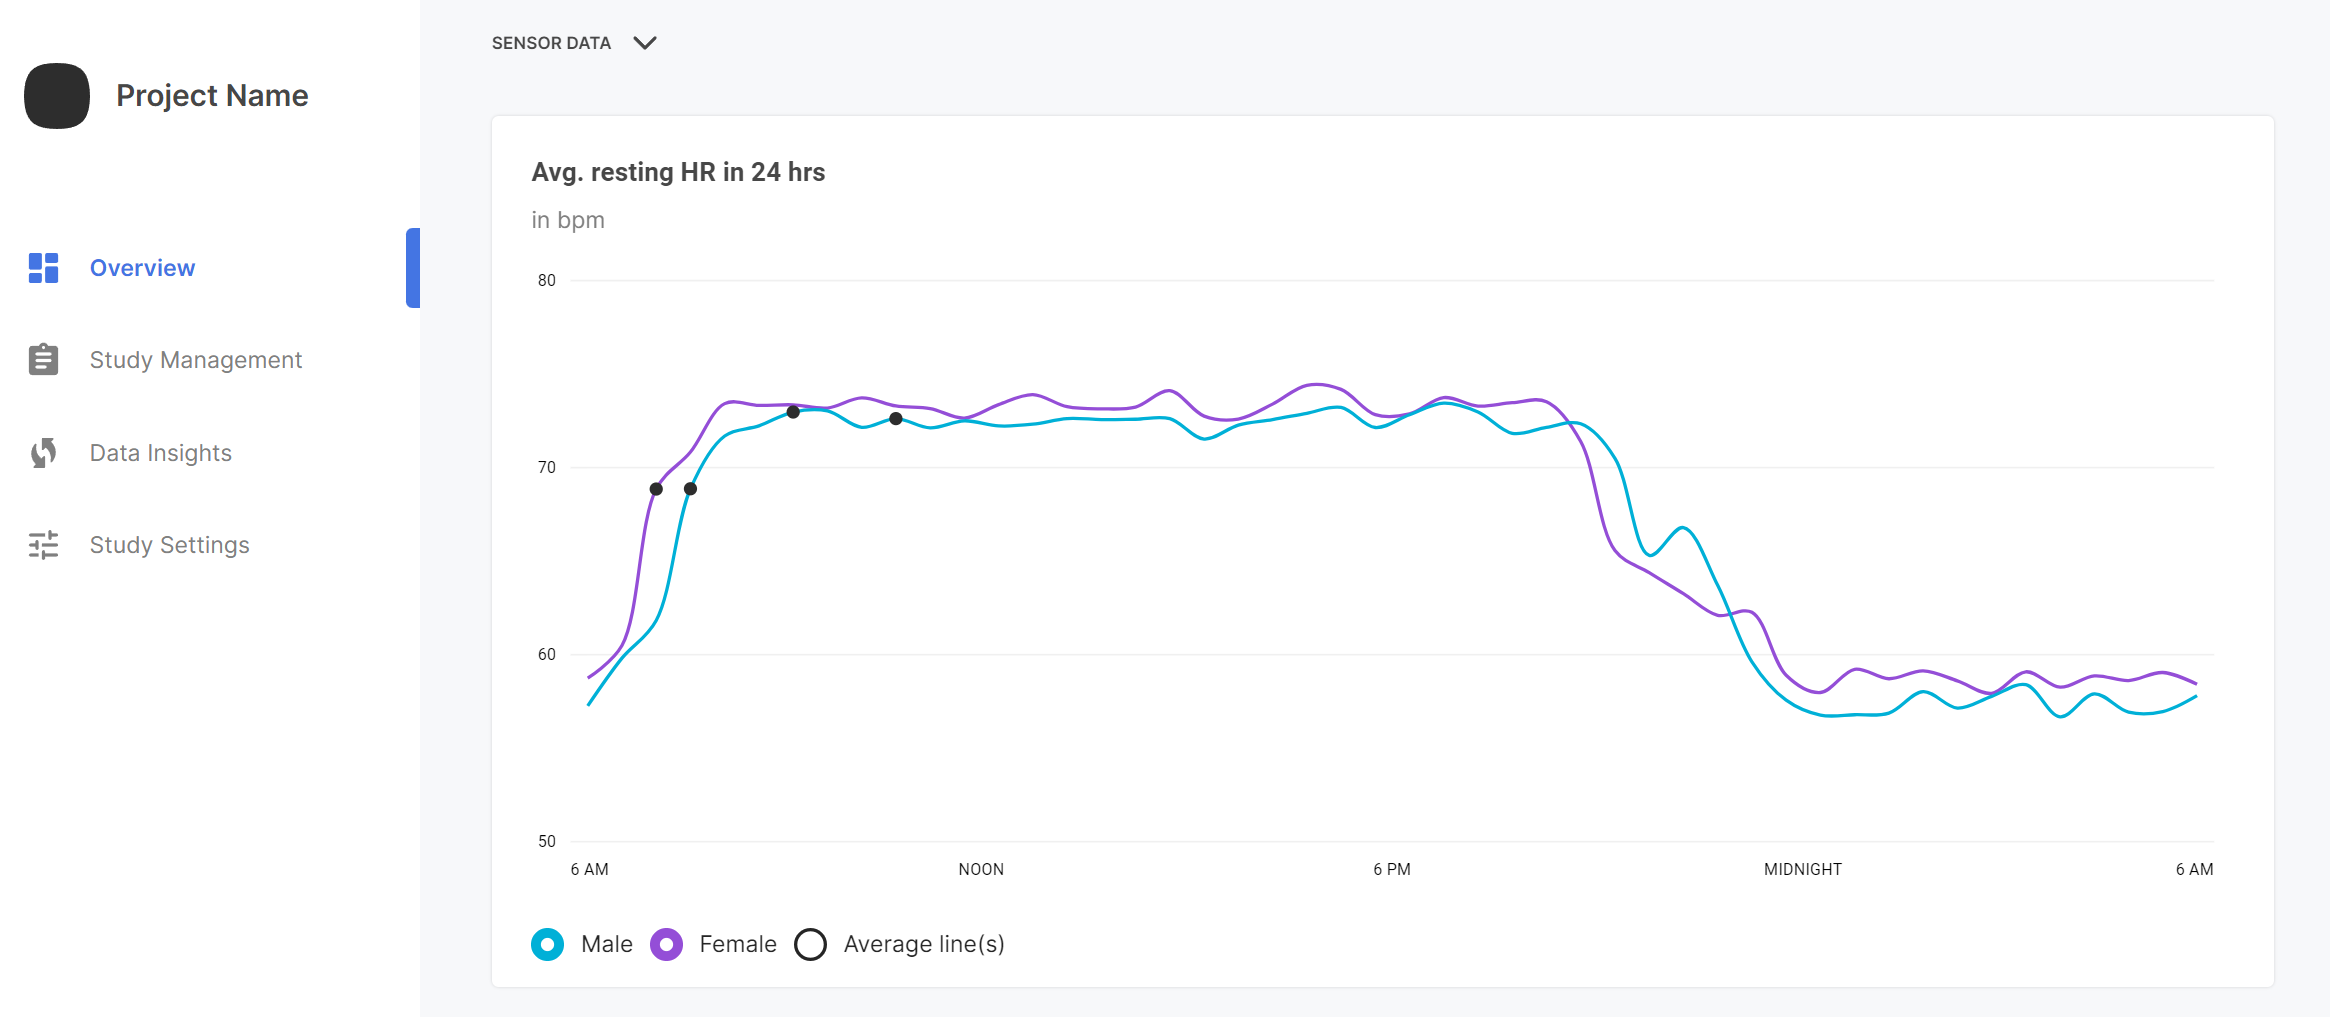 Project Name
Overview
Study Management
Data Insights
Study Settings
SENSOR DATA
Avg. resting HR in 24 hrs
in bpm
80
70
60
50
6 AM NOON 6 PM MIDNIGHT 6 AM
Male Female Average line(s)